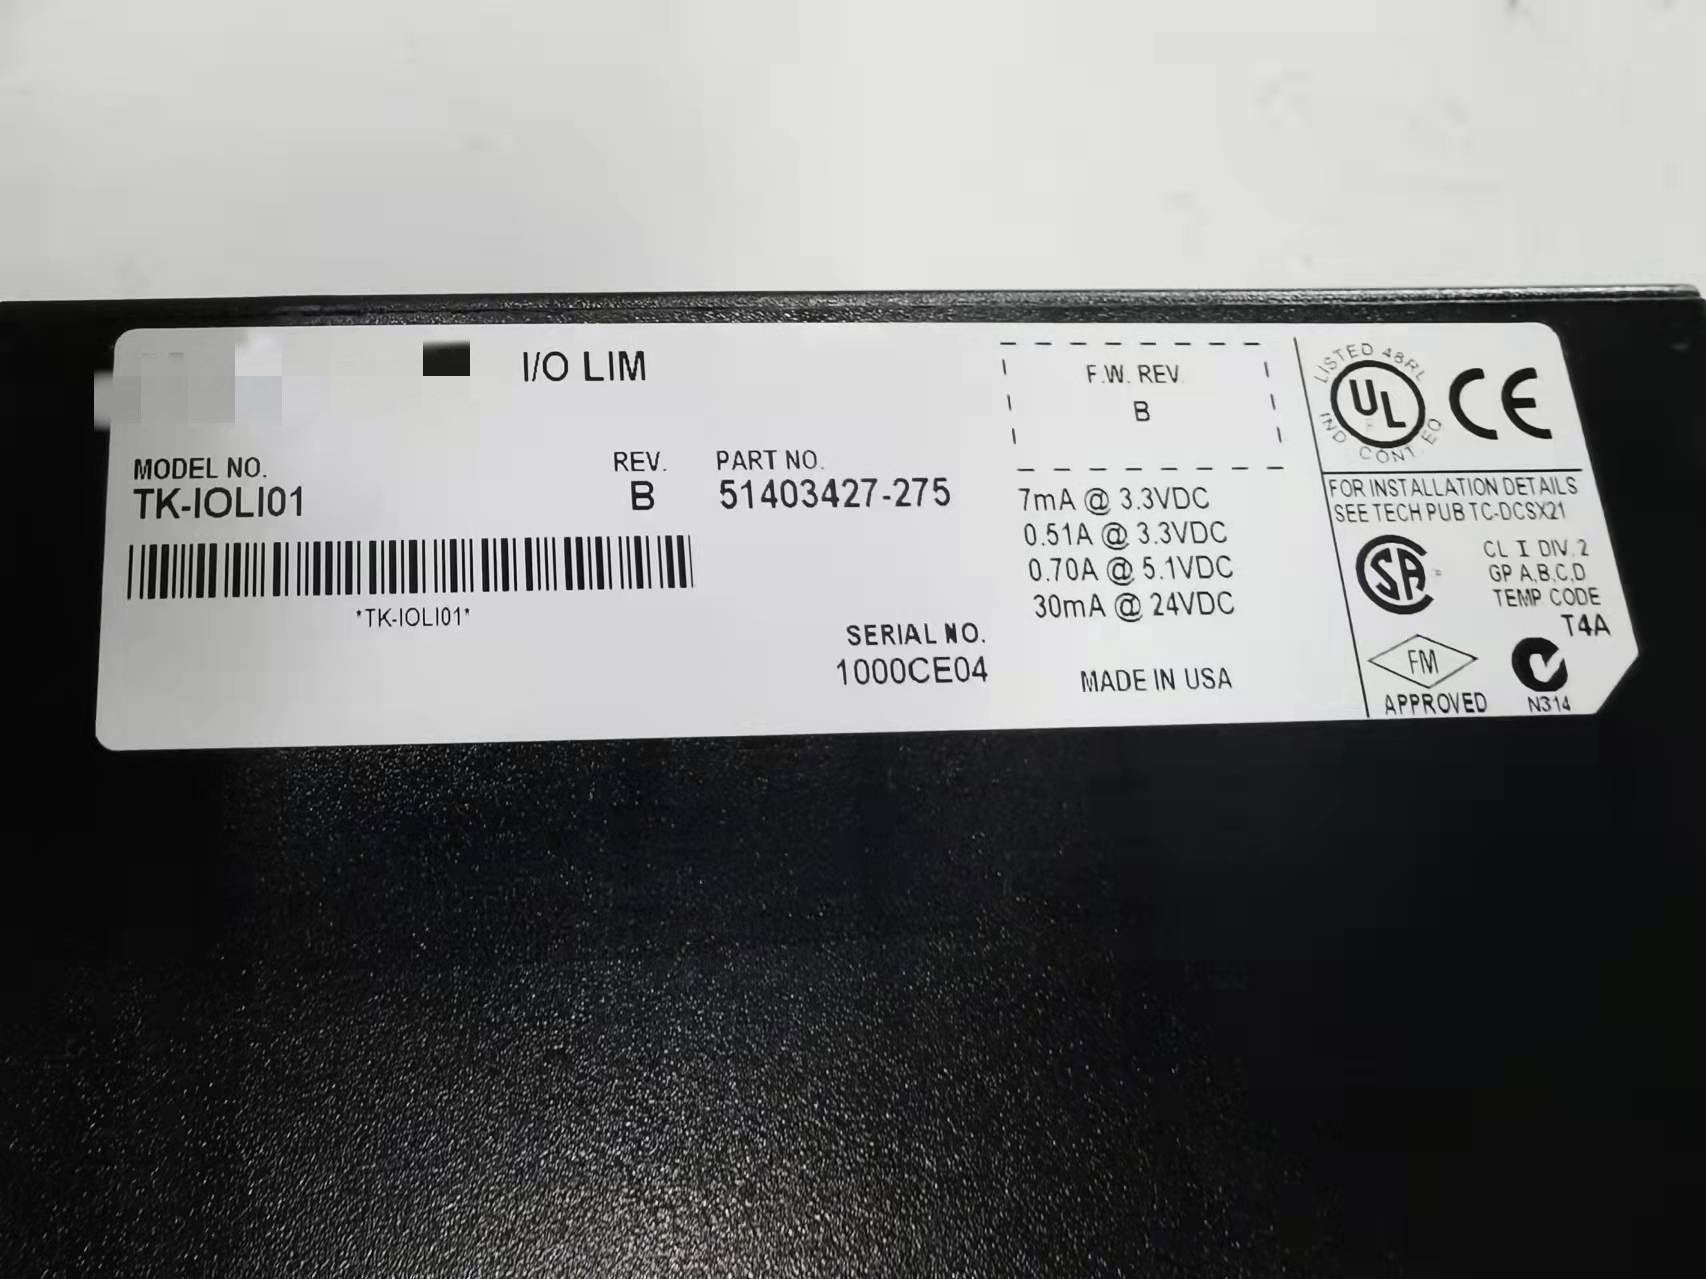 I/O LIM
F.W. REV.
B
MODEL NO.
TK-IOLI01
REV.
B
PART NO.
51403427-275
*TK-IOLI01*
SERIAL NO.
1000CE04
7mA @ 3.3VDC
0.51A @ 3.3VDC
0.70A @ 5.1VDC
30mA @ 24VDC
MADE IN USA
LISTED 48RL
UL
IND. CONT. EQ
CE
FOR INSTALLATION DETAILS
SEE TECH PUB TC-DCSX21
SA
CL I DIV. 2
GP A,B,C,D
TEMP CODE
T4A
FM
APPROVED
N314